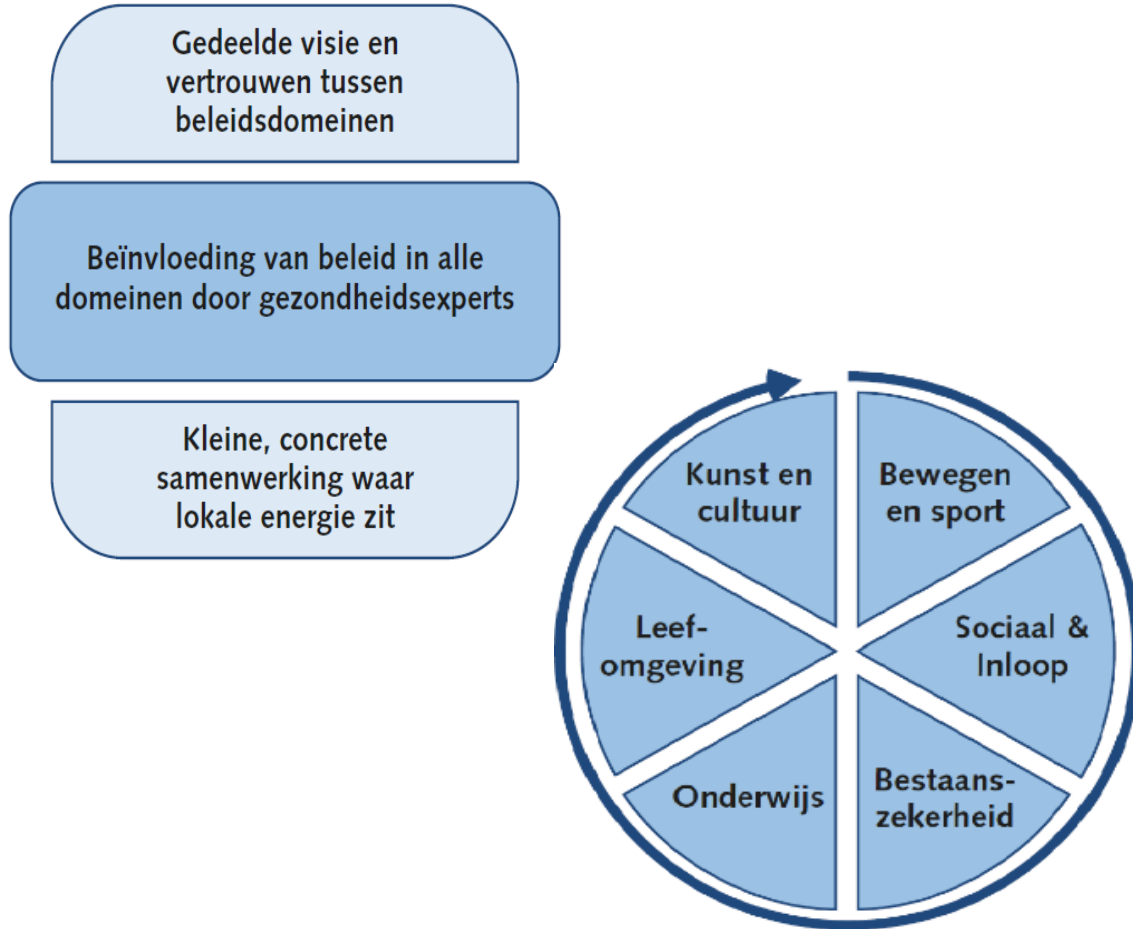 Gedeelde visie en
vertrouwen tussen
beleidsdomeinen
Beïnvloeding van beleid in alle
domeinen door gezondheidsexperts
Kleine, concrete
samenwerking waar
lokale energie zit
Kunst en
cultuur
Bewegen
en sport
Leef-
omgeving
Sociaal &
Inloop
Onderwijs
Bestaans-
zekerheid